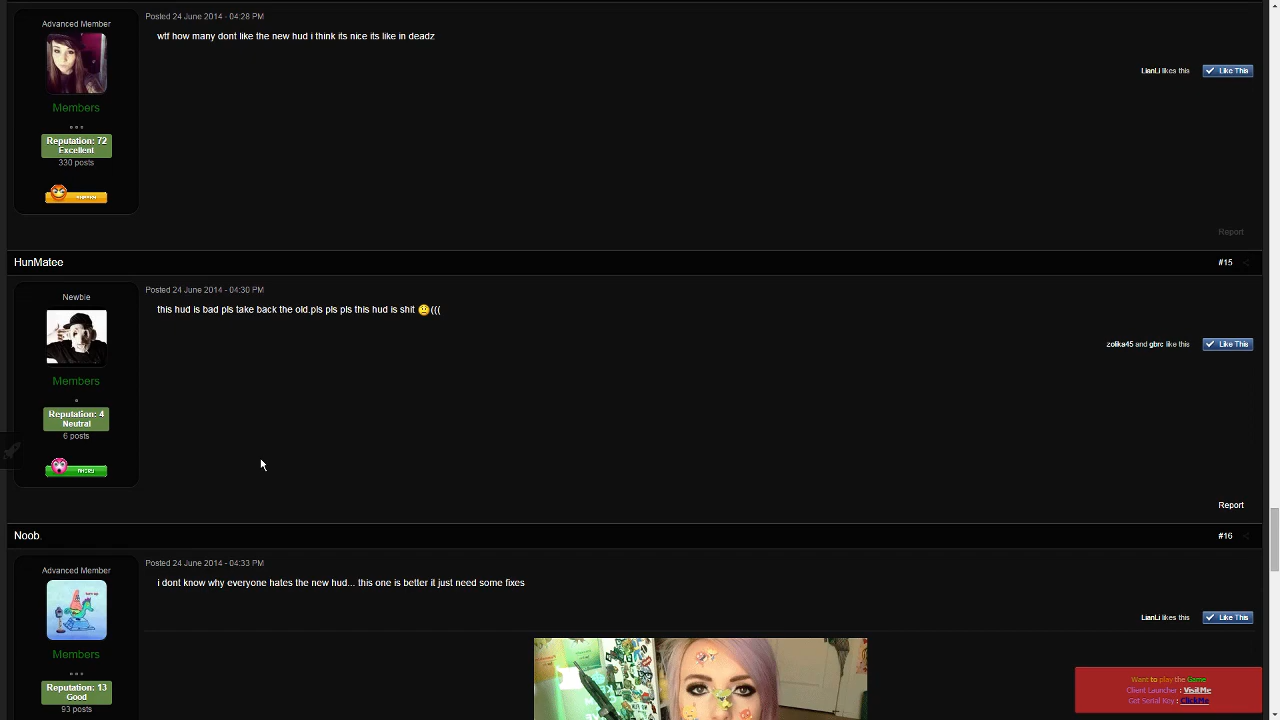 Advanced Member
Posted 24 June 2014 - 04:28 PM
wtf how many dont like the new hud i think its nice its like in deadz
LianLi likes this
Like This
Members
Reputation: 72
Excellent
330 posts
Report
HunMatee
#15
Newbie
Posted 24 June 2014 - 04:30 PM
this hud is bad pls take back the old.pls pls pls this hud is shit (((
zolika45 and gbrc like this
Like This
Members
Reputation: 4
Neutral
6 posts
ANGRY
Report
Noob.
#16
Advanced Member
Posted 24 June 2014 - 04:33 PM
i dont know why everyone hates the new hud... this one is better it just need some fixes
LianLi likes this
Like This
Members
Reputation: 13
Good
93 posts
Want to play the Game
Client Launcher : Visit Me
Get Serial Key : ClickMe